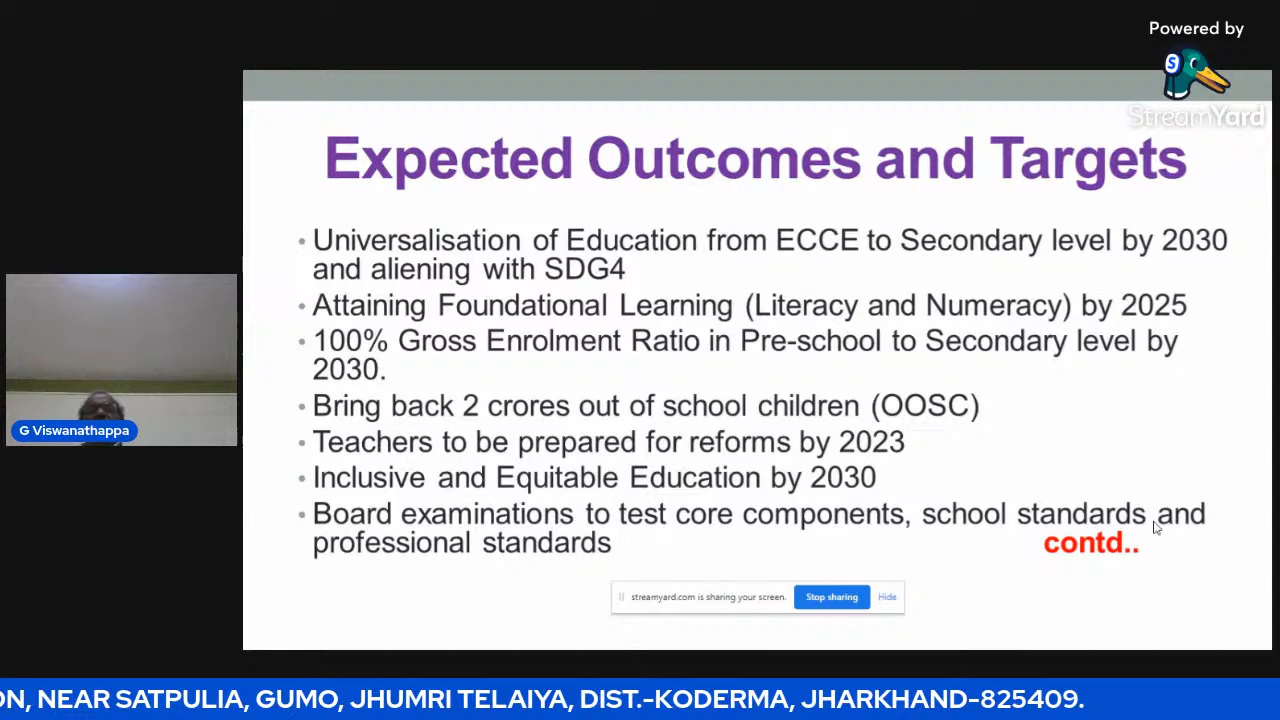 Powered by
StreamYard
Expected Outcomes and Targets
• Universalisation of Education from ECCE to Secondary level by 2030
and aliening with SDG4
• Attaining Foundational Learning (Literacy and Numeracy) by 2025
• 100% Gross Enrolment Ratio in Pre-school to Secondary level by
2030.
• Bring back 2 crores out of school children (OOSC)
• Teachers to be prepared for reforms by 2023
• Inclusive and Equitable Education by 2030
• Board examinations to test core components, school standards and
professional standards
contd..
G Viswanathappa
streamyard.com is sharing your screen. Stop sharing Hide
ON, NEAR SATPULIA, GUMO, JHUMRI TELAIYA, DIST.-KODERMA, JHARKHAND-825409.